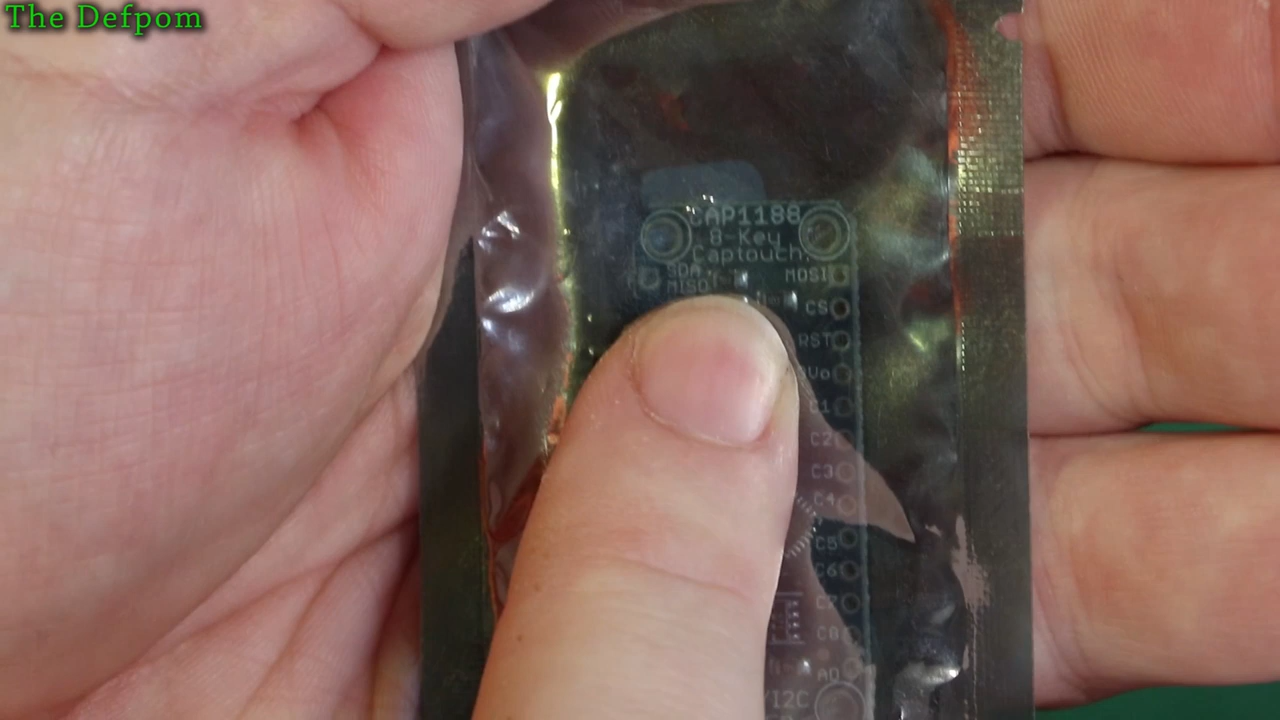 The Defpom
CAP1188
8-Key
Captouch
SDA
MISO
MOSI
CS
RST
3Vo
C1
C2
C3
C4
C5
C6
C7
C8
AD
/I2C